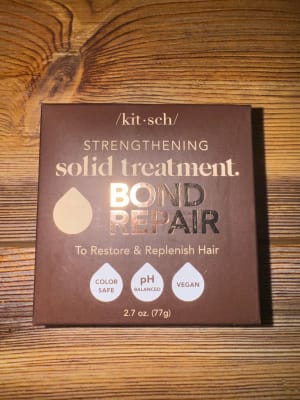 /kit·sch/
STRENGTHENING
solid treatment.
BOND
REPAIR
To Restore & Replenish Hair
COLOR
SAFE
pH
BALANCED
VEGAN
2.7 oz. (77g)